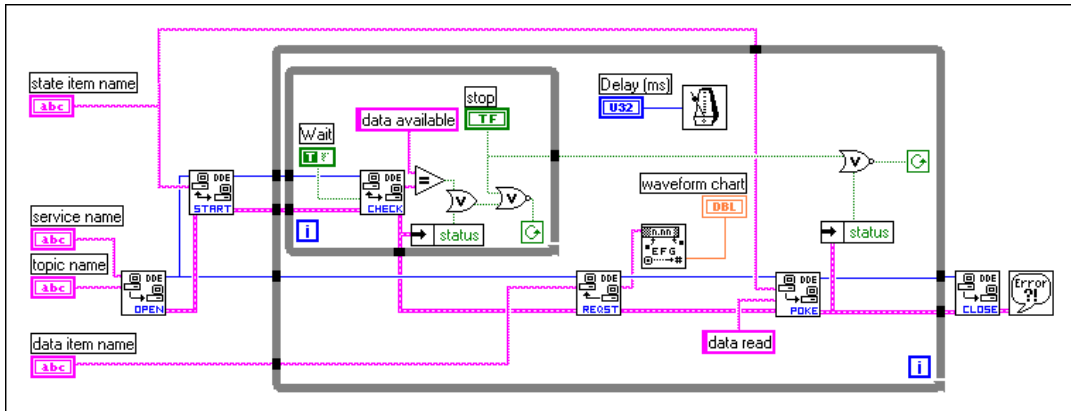 state item name
abc
service name
abc
topic name
abc
data item name
abc
DDE
OPEN
DDE
START
Wait
T F
i
DDE
CHECK
data available
=
V
V
status
stop
TF
Delay (ms)
U32
waveform chart
DBL
n.nn
EFG
#
DDE
REQST
data read
DDE
POKE
status
V
i
DDE
CLOSE
Error
?!